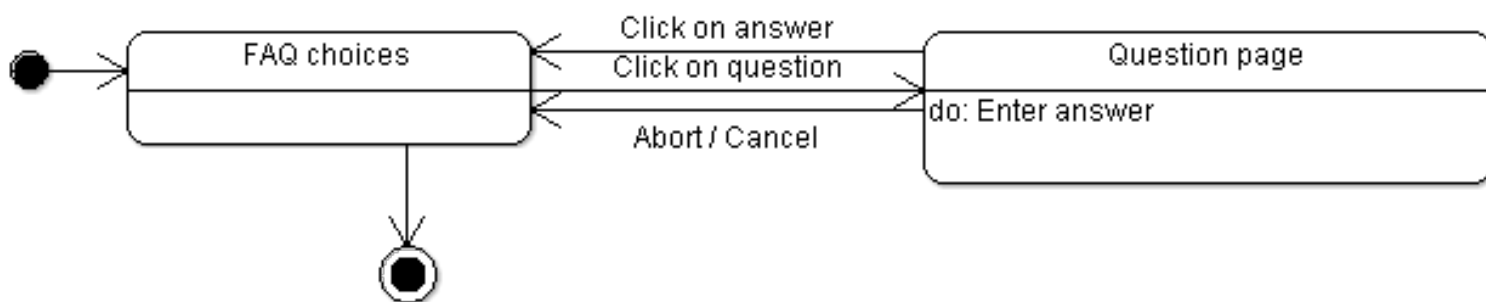 Click on answer
FAQ choices
Question page
Click on question
do: Enter answer
Abort / Cancel